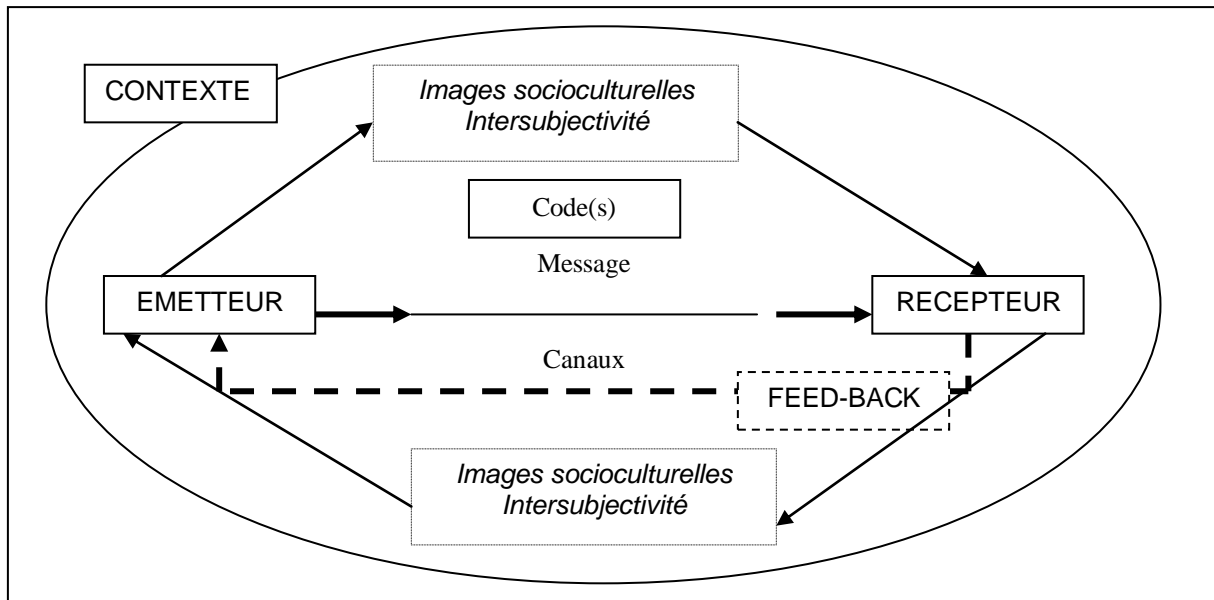 CONTEXTE
Images socioculturelles
Intersubjectivité
Code(s)
Message
EMETTEUR
RECEPTEUR
Canaux
FEED-BACK
Images socioculturelles
Intersubjectivité